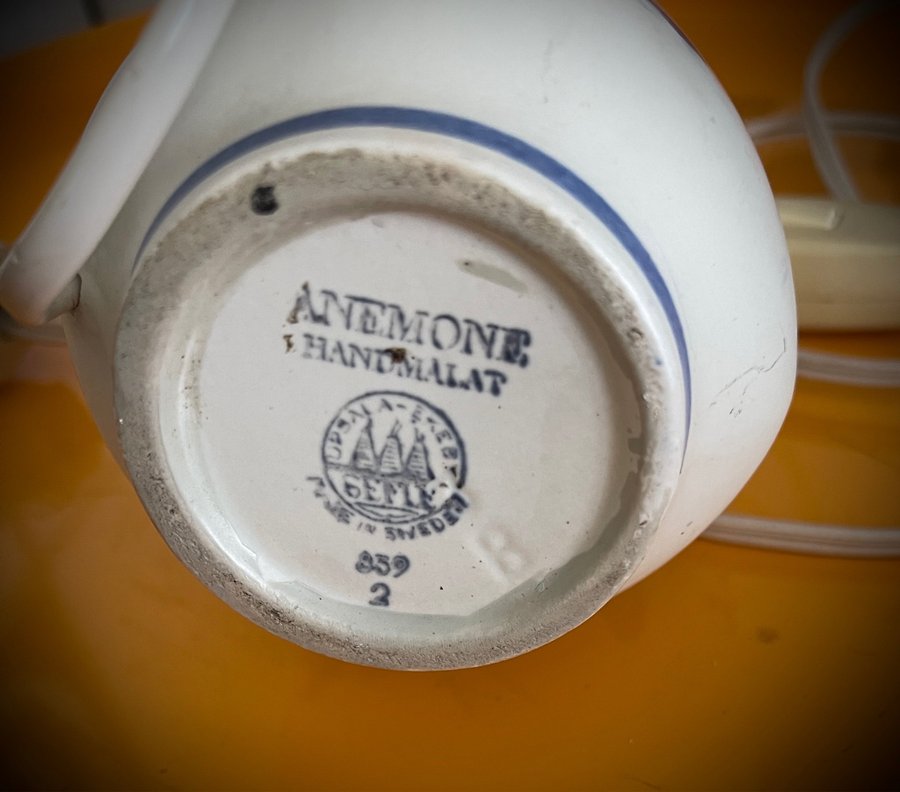 ANEMONE
HANDMALAT
UPSALA-EKEBY
GEFLE
MADE IN SWEDEN
859
2
B